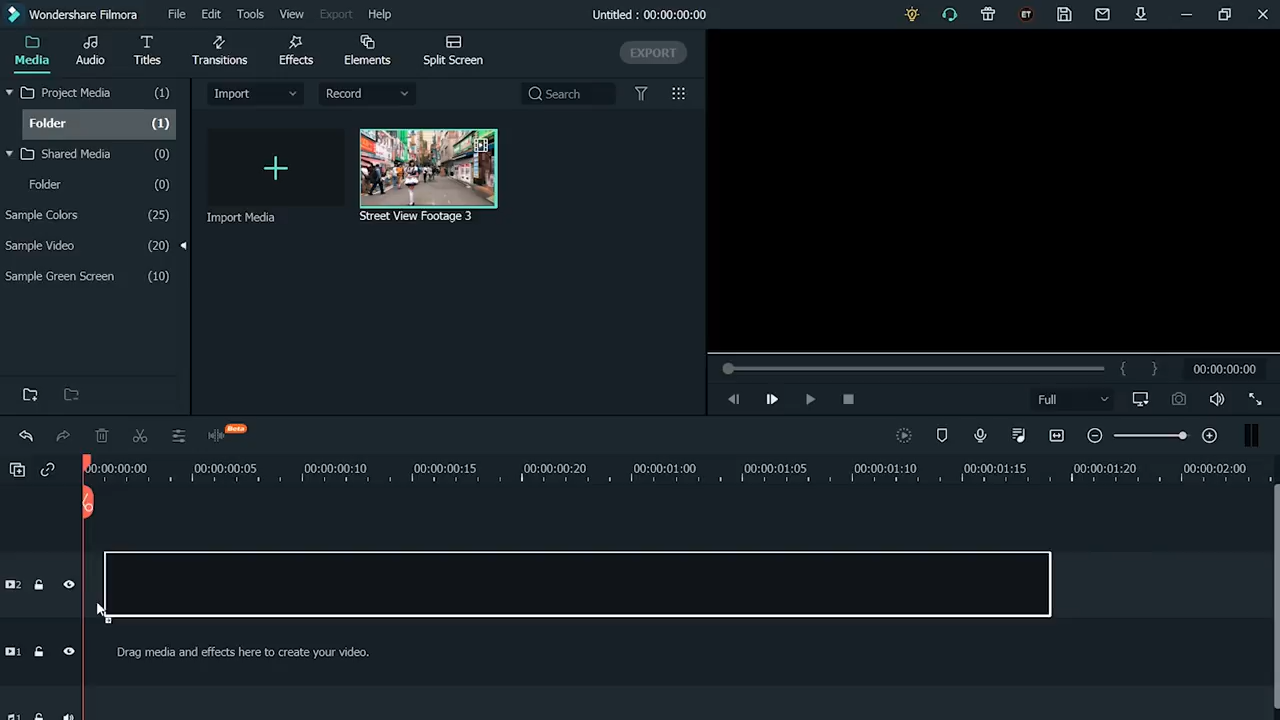 Wondershare Filmora File Edit Tools View Export Help Untitled : 00:00:00:00 ET
Media Audio Titles Transitions Effects Elements Split Screen EXPORT
Project Media (1) Import Record Search
Folder (1)
Shared Media (0)
Folder (0)
Sample Colors (25) Import Media Street View Footage 3
Sample Video (20)
Sample Green Screen (10)
{ } 00:00:00:00
Full
Beta
00:00:00:00 00:00:00:05 00:00:00:10 00:00:00:15 00:00:00:20 00:00:01:00 00:00:01:05 00:00:01:10 00:00:01:15 00:00:01:20 00:00:02:00
2
1 Drag media and effects here to create your video.